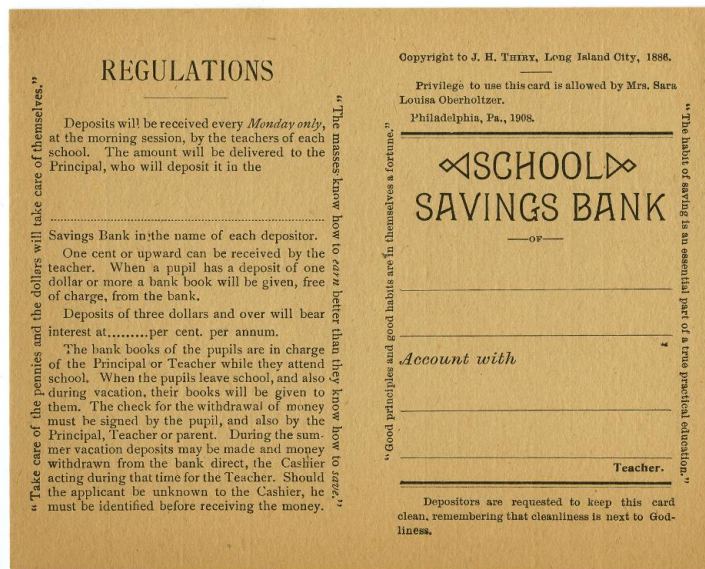 REGULATIONS
Deposits will be received every Monday only,
at the morning session, by the teachers of each
school. The amount will be delivered to the
Principal, who will deposit it in the
Savings Bank in the name of each depositor.
One cent or upward can be received by the
teacher. When a pupil has a deposit of one
dollar or more a bank book will be given, free
of charge, from the bank.
Deposits of three dollars and over will bear
interest at.........per cent. per annum.
The bank books of the pupils are in charge
of the Principal or Teacher while they attend
school. When the pupils leave school, and also
during vacation, their books will be given to
them. The check for the withdrawal of money
must be signed by the pupil, and also by the
Principal, Teacher or parent. During the sum-
mer vacation deposits may be made and money
withdrawn from the bank direct, the Cashier
acting during that time for the Teacher. Should
the applicant be unknown to the Cashier, he
must be identified before receiving the money.
"Take care of the pennies and the dollars will take care of themselves."
"The masses know how to earn better than they know how to save."
Copyright to J. H. THIRY, Long Island City, 1886.
Privilege to use this card is allowed by Mrs. Sara
Louisa Oberholtzer.
Philadelphia, Pa., 1908.
SCHOOL
SAVINGS BANK
OF
Account with
Teacher.
"Good principles and good habits are in themselves a fortune."
"The habit of saving is an essential part of a true practical education."
Depositors are requested to keep this card
clean, remembering that cleanliness is next to God-
liness.